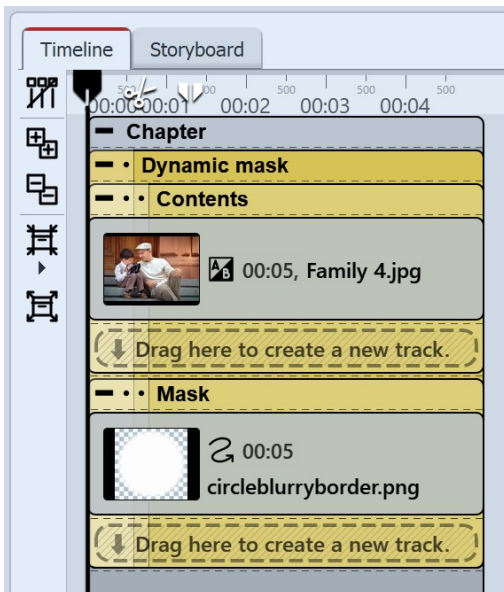 Timeline Storyboard
500 500 500 500 500
00:00 00:01 00:02 00:03 00:04
Chapter
Dynamic mask
Contents
AB 00:05, Family 4.jpg
Drag here to create a new track.
Mask
00:05
circleblurryborder.png
Drag here to create a new track.